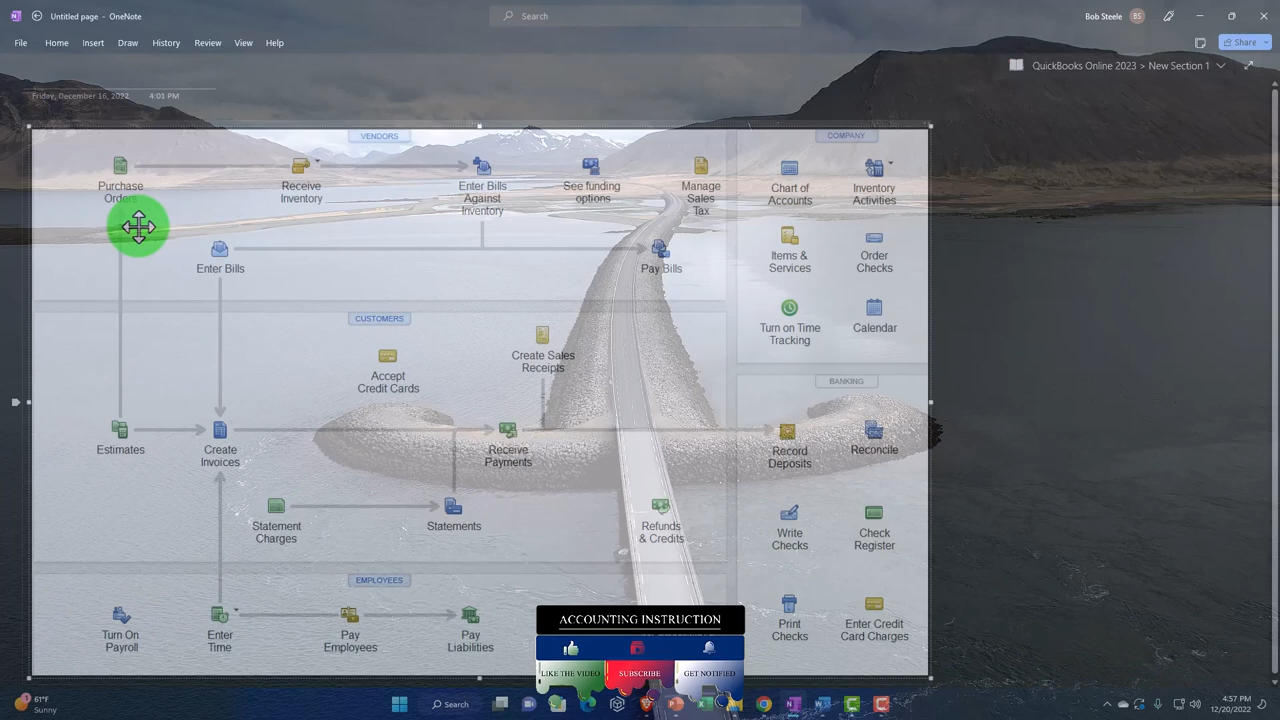 Untitled page - OneNote
Search
Bob Steele
BS
File
Home
Insert
Draw
History
Review
View
Help
Share
QuickBooks Online 2023 > New Section 1
Friday, December 16, 2022
4:01 PM
VENDORS
COMPANY
Purchase
Orders
Receive
Inventory
Enter Bills
Against
Inventory
See funding
options
Manage
Sales
Tax
Chart of
Accounts
Inventory
Activities
Enter Bills
Pay Bills
Items &
Services
Order
Checks
CUSTOMERS
Turn on Time
Tracking
Calendar
Create Sales
Receipts
Accept
Credit Cards
BANKING
Estimates
Create
Invoices
Receive
Payments
Record
Deposits
Reconcile
Statement
Charges
Statements
Refunds
& Credits
Write
Checks
Check
Register
EMPLOYEES
Turn On
Payroll
Enter
Time
Pay
Employees
Pay
Liabilities
Print
Checks
Enter Credit
Card Charges
ACCOUNTING INSTRUCTION
LIKE THE VIDEO
SUBSCRIBE
GET NOTIFIED
1
61°F
Sunny
Search
4:57 PM
12/20/2022